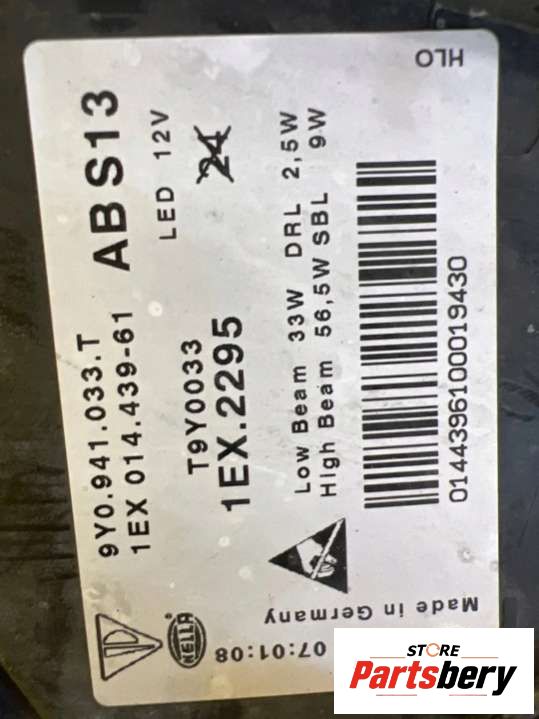 9Y0.941.033.T
1EX 014.439-61
ABS13
LED 12V
T9Y0033
24
1EX.2295
Low Beam 33W DRL 2,5W
High Beam 56,5W SBL 9W
0144396100019430
HLO
Made in Germany
HELLA
07:01:08
STORE
Partsbery